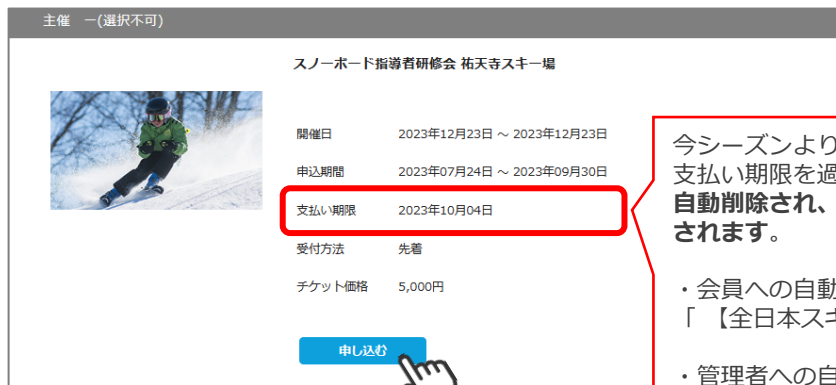 主催 ー(選択不可)
スノーボード指導者研修会 祐天寺スキー場
開催日 2023年12月23日 ～ 2023年12月23日
申込期間 2023年07月24日 ～ 2023年09月30日
支払い期限 2023年10月04日
受付方法 先着
チケット価格 5,000円
申し込む
今シーズンより
支払い期限を過
自動削除され、
されます。
・会員への自動
「 【全日本スキ
・管理者への自